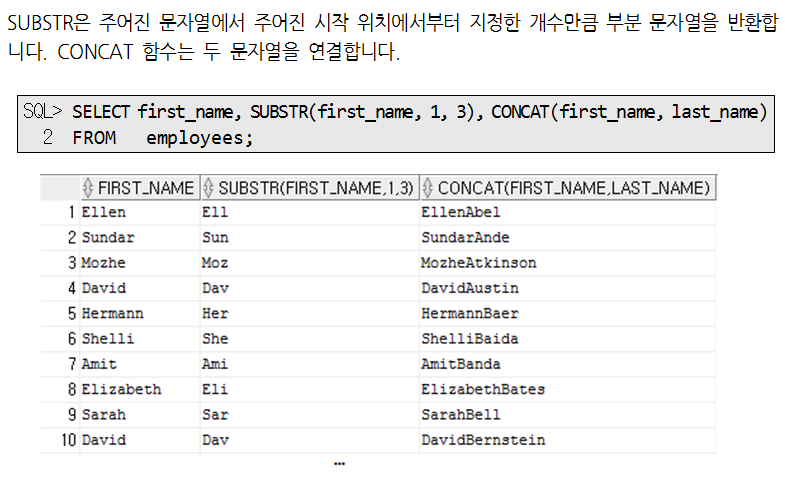 SUBSTR은 주어진 문자열에서 주어진 시작 위치에서부터 지정한 개수만큼 부분 문자열을 반환합
니다. CONCAT 함수는 두 문자열을 연결합니다.
SQL> SELECT first_name, SUBSTR(first_name, 1, 3), CONCAT(first_name, last_name)
2 FROM employees;
FIRST_NAME SUBSTR(FIRST_NAME,1,3) CONCAT(FIRST_NAME,LAST_NAME)
1 Ellen Ell EllenAbel
2 Sundar Sun SundarAnde
3 Mozhe Moz MozheAtkinson
4 David Dav DavidAustin
5 Hermann Her HermannBaer
6 Shelli She ShelliBaida
7 Amit Ami AmitBanda
8 Elizabeth Eli ElizabethBates
9 Sarah Sar SarahBell
10 David Dav DavidBernstein
...